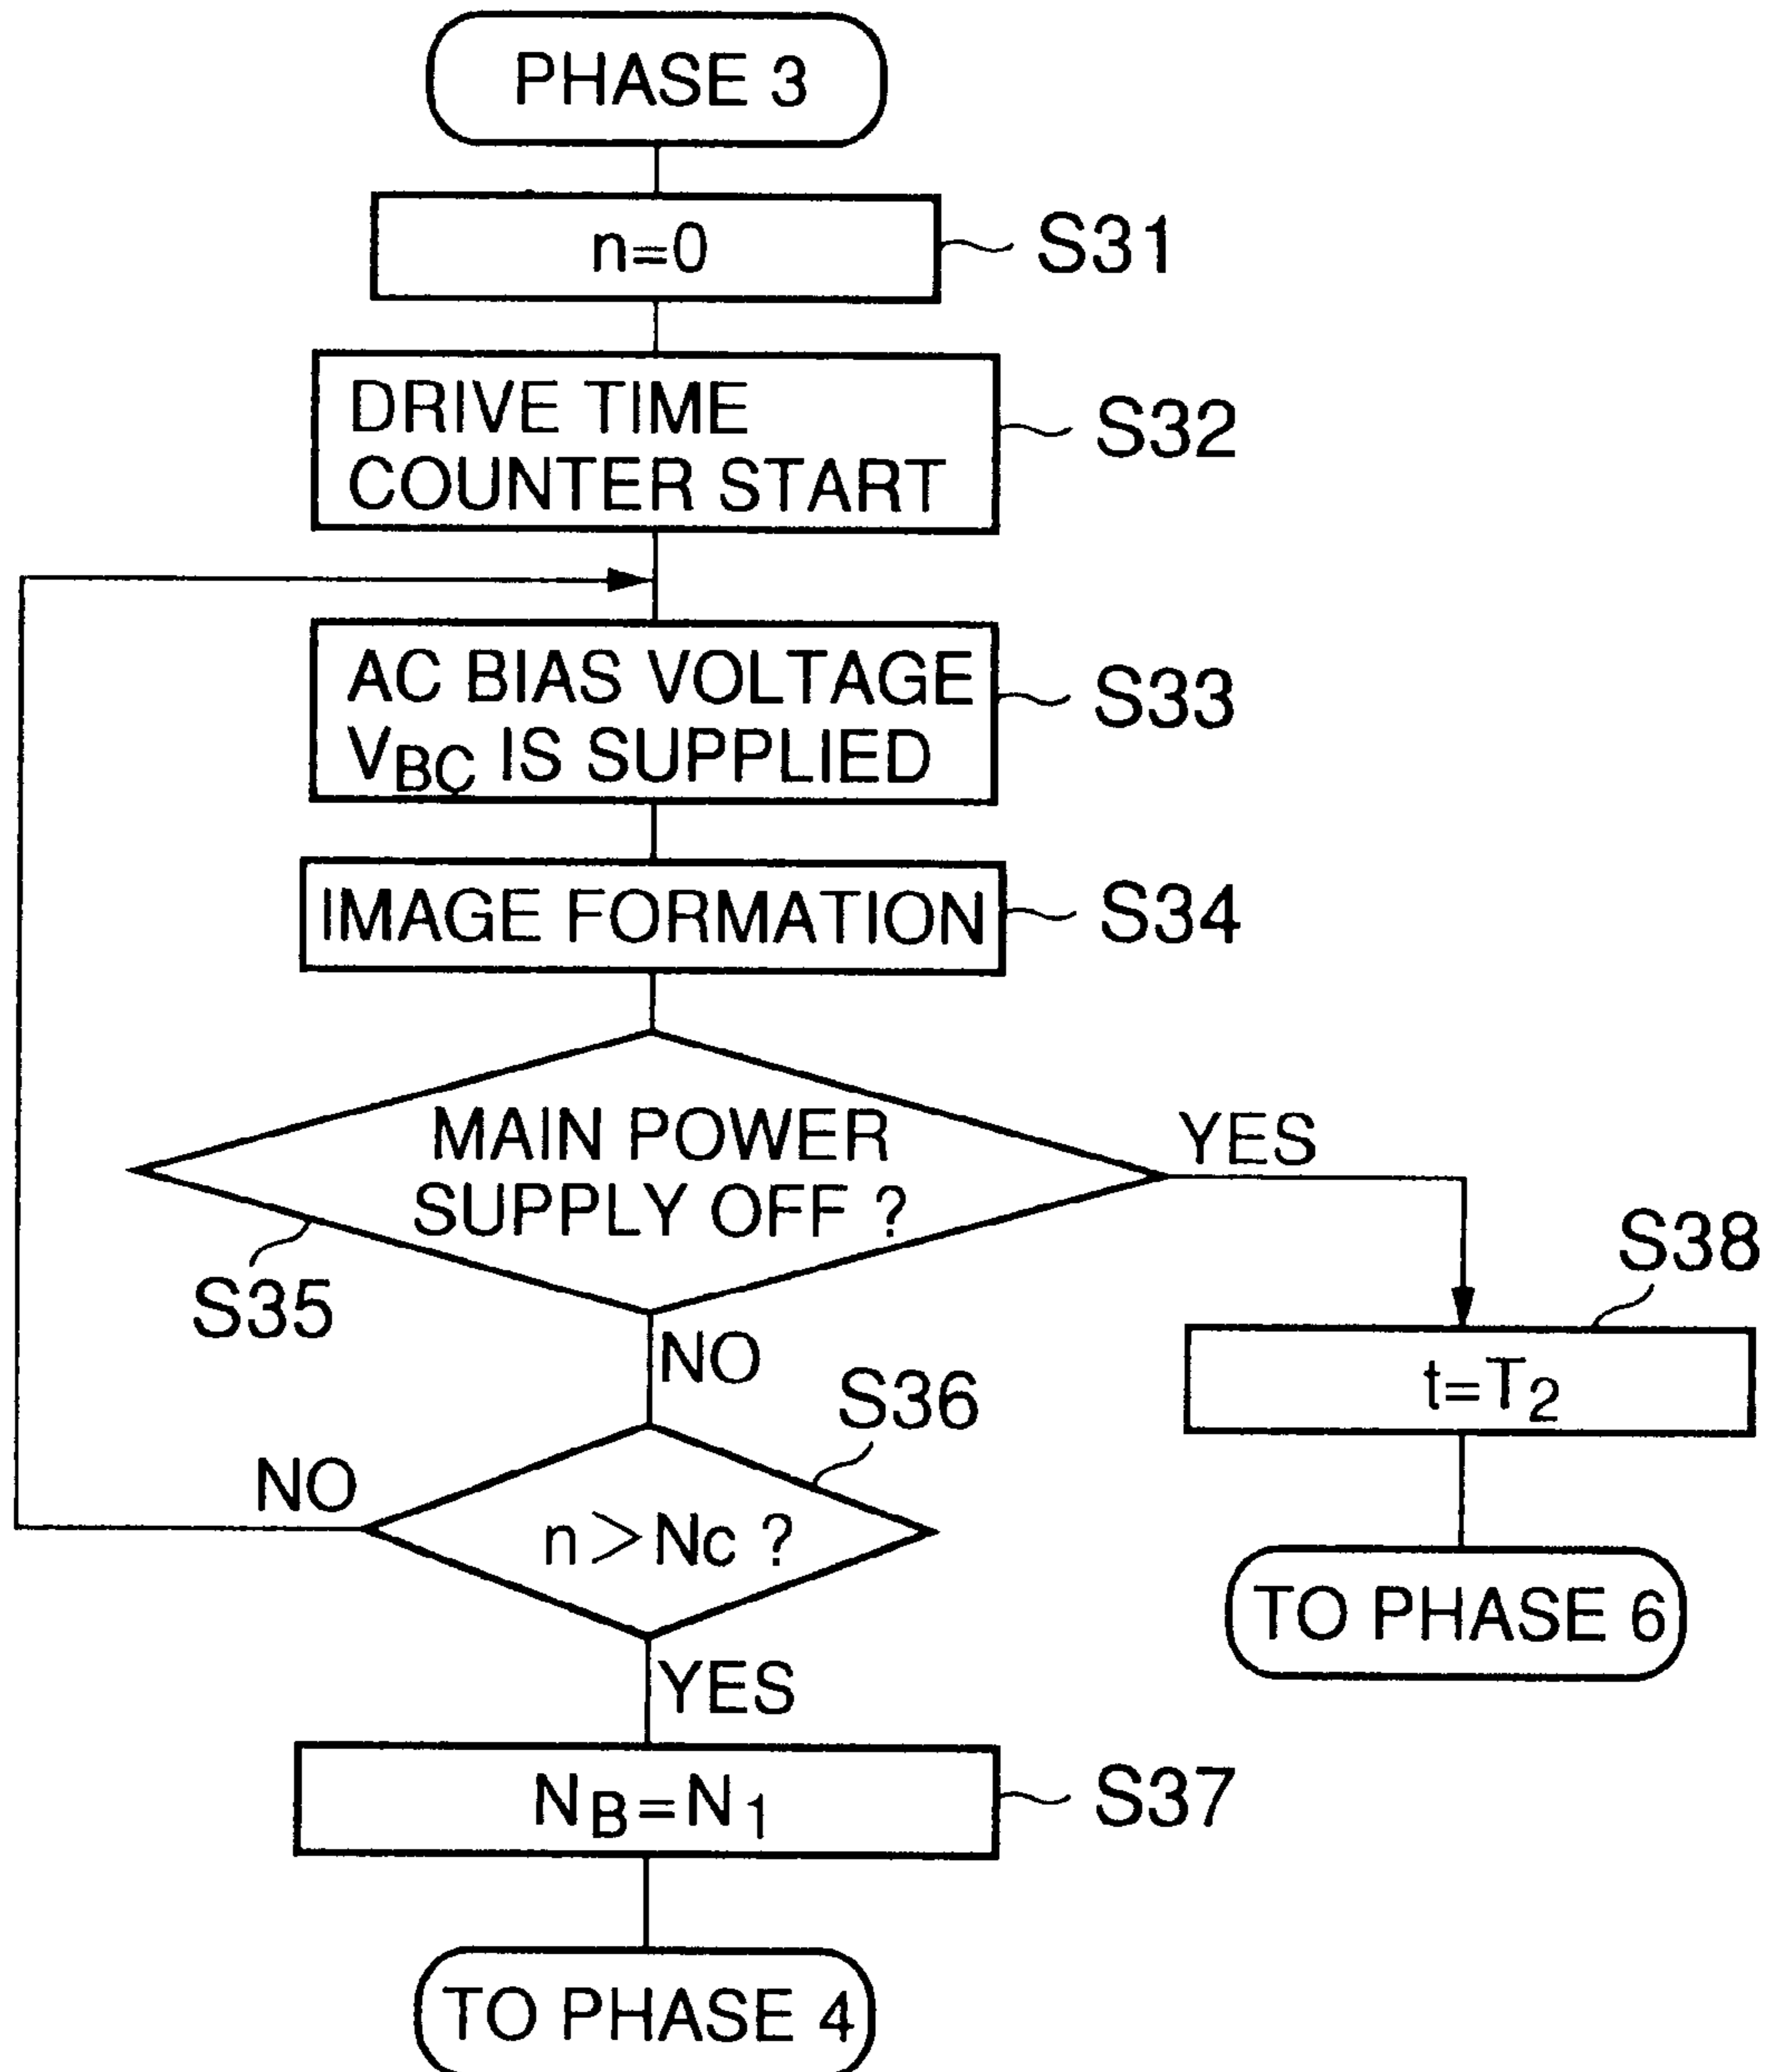 PHASE 3
n=0
S31
DRIVE TIME
COUNTER START
S32
AC BIAS VOLTAGE
VBC IS SUPPLIED
S33
IMAGE FORMATION
S34
MAIN POWER
SUPPLY OFF ?
YES
S35
S38
NO
t=T2
S36
NO
n>Nc ?
TO PHASE 6
YES
NB=N1
S37
TO PHASE 4